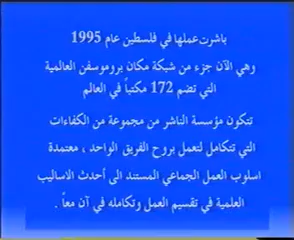 باشرت عملها في فلسطين عام 1995
وهي الآن جزء من شبكة مكان بروموسفن العالمية
التي تضم 172 مكتباً في العالم
تتكون مؤسسة الناشر من مجموعة من الكفاءات
التي تتكامل لتعمل بروح الفريق الواحد ، معتمدة
اسلوب العمل الجماعي المستند الى أحدث الاساليب
العلمية في تقسيم العمل وتكامله في آن معاً .